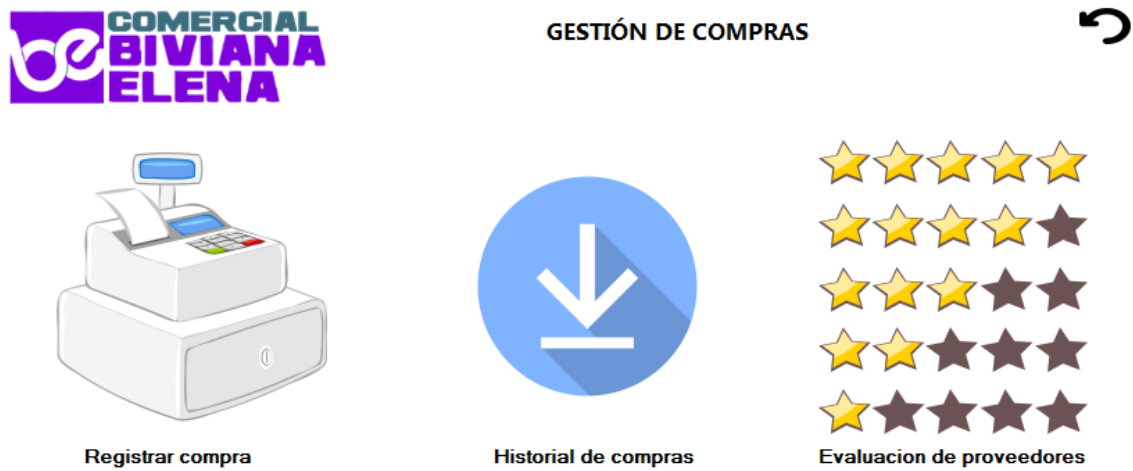 COMERCIAL
BIVIANA
ELENA
GESTIÓN DE COMPRAS
Registrar compra
Historial de compras
Evaluacion de proveedores